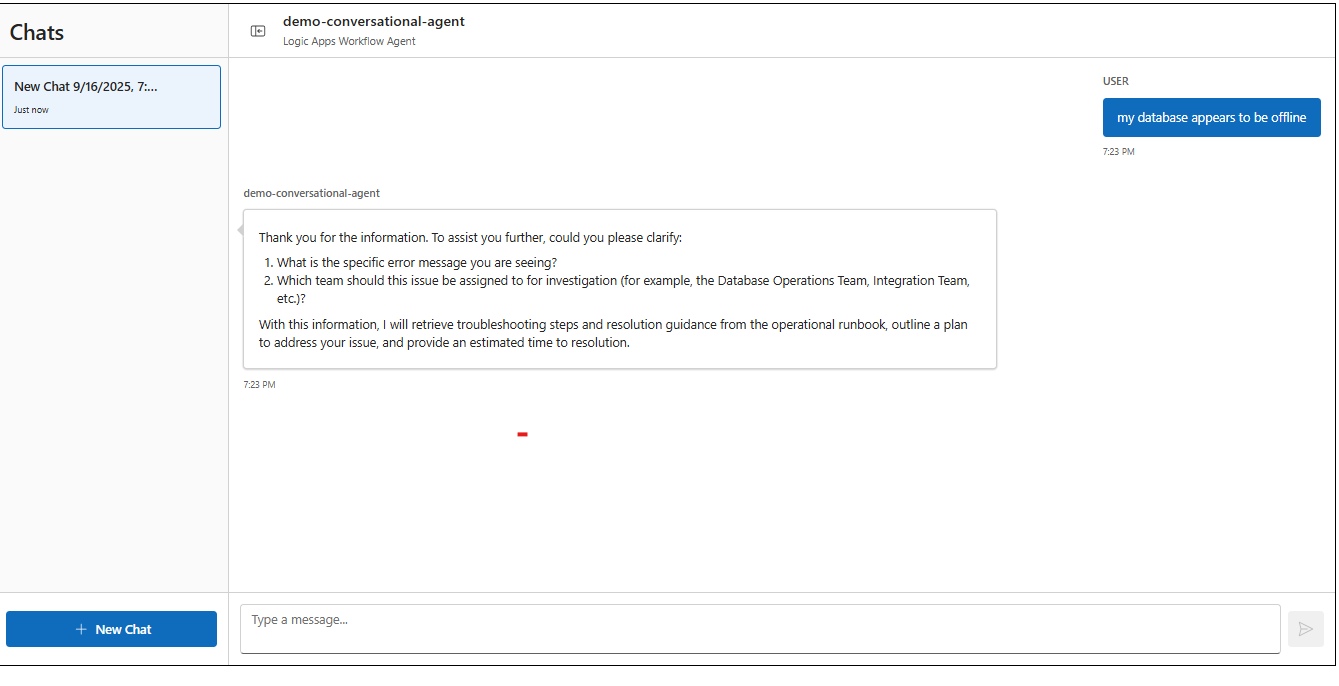 Chats
demo-conversational-agent
Logic Apps Workflow Agent
New Chat 9/16/2025, 7:...
Just now
USER
my database appears to be offline
7:23 PM
demo-conversational-agent
Thank you for the information. To assist you further, could you please clarify:
1. What is the specific error message you are seeing?
2. Which team should this issue be assigned to for investigation (for example, the Database Operations Team, Integration Team,
etc.)?
With this information, I will retrieve troubleshooting steps and resolution guidance from the operational runbook, outline a plan
to address your issue, and provide an estimated time to resolution.
7:23 PM
+ New Chat
Type a message...